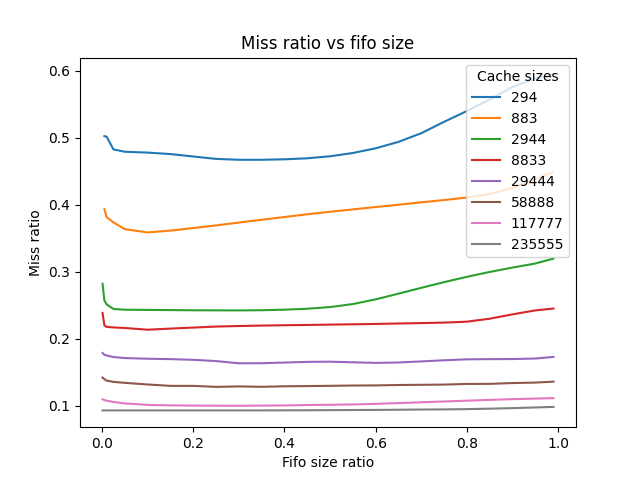 Miss ratio vs fifo size
Miss ratio
0.6
0.5
0.4
0.3
0.2
0.1
Cache sizes
294
883
2944
8833
29444
58888
117777
235555
0.0 0.2 0.4 0.6 0.8 1.0
Fifo size ratio